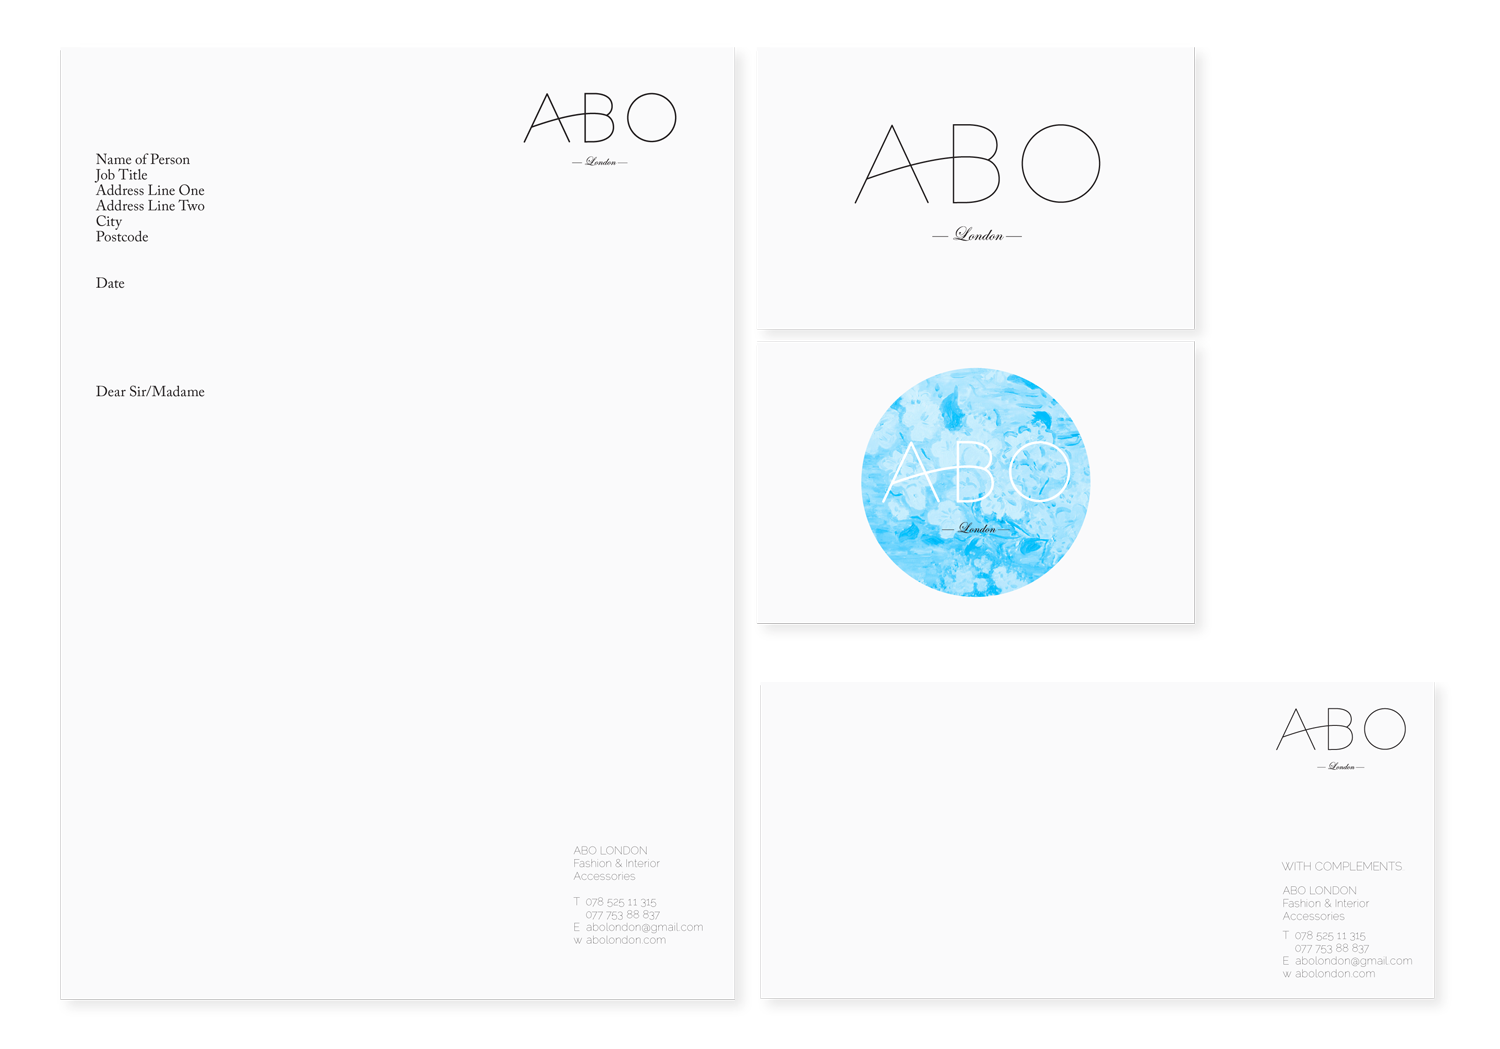 ABO
— London —
Name of Person
Job Title
Address Line One
Address Line Two
City
Postcode
Date
Dear Sir/Madame
ABO LONDON
Fashion & Interior
Accessories
T 078 525 11 315
077 753 88 837
E abolondon@gmail.com
w abolondon.com
ABO
— London —
ABO
— London —
ABO
— London —
WITH COMPLEMENTS
ABO LONDON
Fashion & Interior
Accessories
T 078 525 11 315
077 753 88 837
E abolondon@gmail.com
w abolondon.com